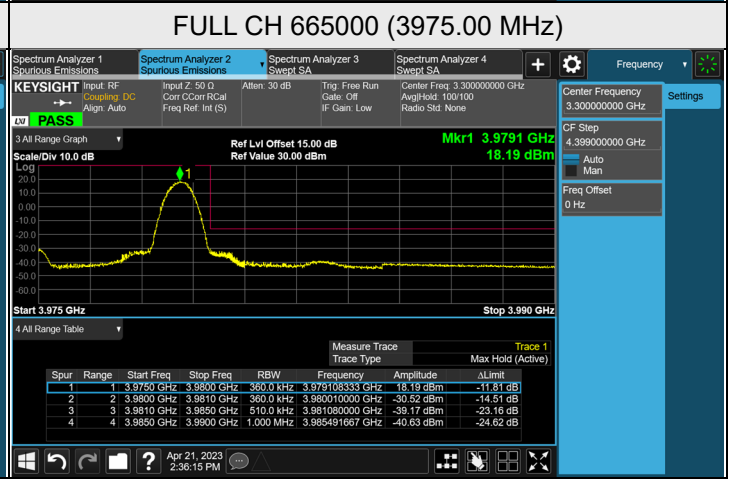 FULL CH 665000 (3975.00 MHz)
Spectrum Analyzer 1
Spurious Emissions
Spectrum Analyzer 2
Spurious Emissions
Spectrum Analyzer 3
Swept SA
Spectrum Analyzer 4
Swept SA
Frequency
KEYSIGHT
Input: RF
Coupling: DC
Align: Auto
Input Z: 50 Ω
Corr CCorr RCal
Freq Ref: Int (S)
Atten: 30 dB
Trig: Free Run
Gate: Off
IF Gain: Low
Center Freq: 3.300000000 GHz
Avg|Hold: 100/100
Radio Std: None
LXI PASS
Center Frequency
3.300000000 GHz
Settings
CF Step
4.399000000 GHz
Auto
Man
Freq Offset
0 Hz
3 All Range Graph
Scale/Div 10.0 dB
Ref Lvl Offset 15.00 dB
Ref Value 30.00 dBm
Mkr1 3.9791 GHz
18.19 dBm
Log
20.0
10.0
0.00
-10.0
-20.0
-30.0
-40.0
-50.0
-60.0
1
Start 3.975 GHz
Stop 3.990 GHz
4 All Range Table
Measure Trace Trace 1
Trace Type Max Hold (Active)
Spur Range Start Freq Stop Freq RBW Frequency Amplitude ΔLimit
1 1 3.9750 GHz 3.9800 GHz 360.0 kHz 3.979108333 GHz 18.19 dBm -11.81 dB
2 2 3.9800 GHz 3.9810 GHz 360.0 kHz 3.980010000 GHz -30.52 dBm -14.51 dB
3 3 3.9810 GHz 3.9850 GHz 510.0 kHz 3.981080000 GHz -39.17 dBm -23.16 dB
4 4 3.9850 GHz 3.9900 GHz 1.000 MHz 3.985491667 GHz -40.63 dBm -24.62 dB
Apr 21, 2023
2:36:15 PM